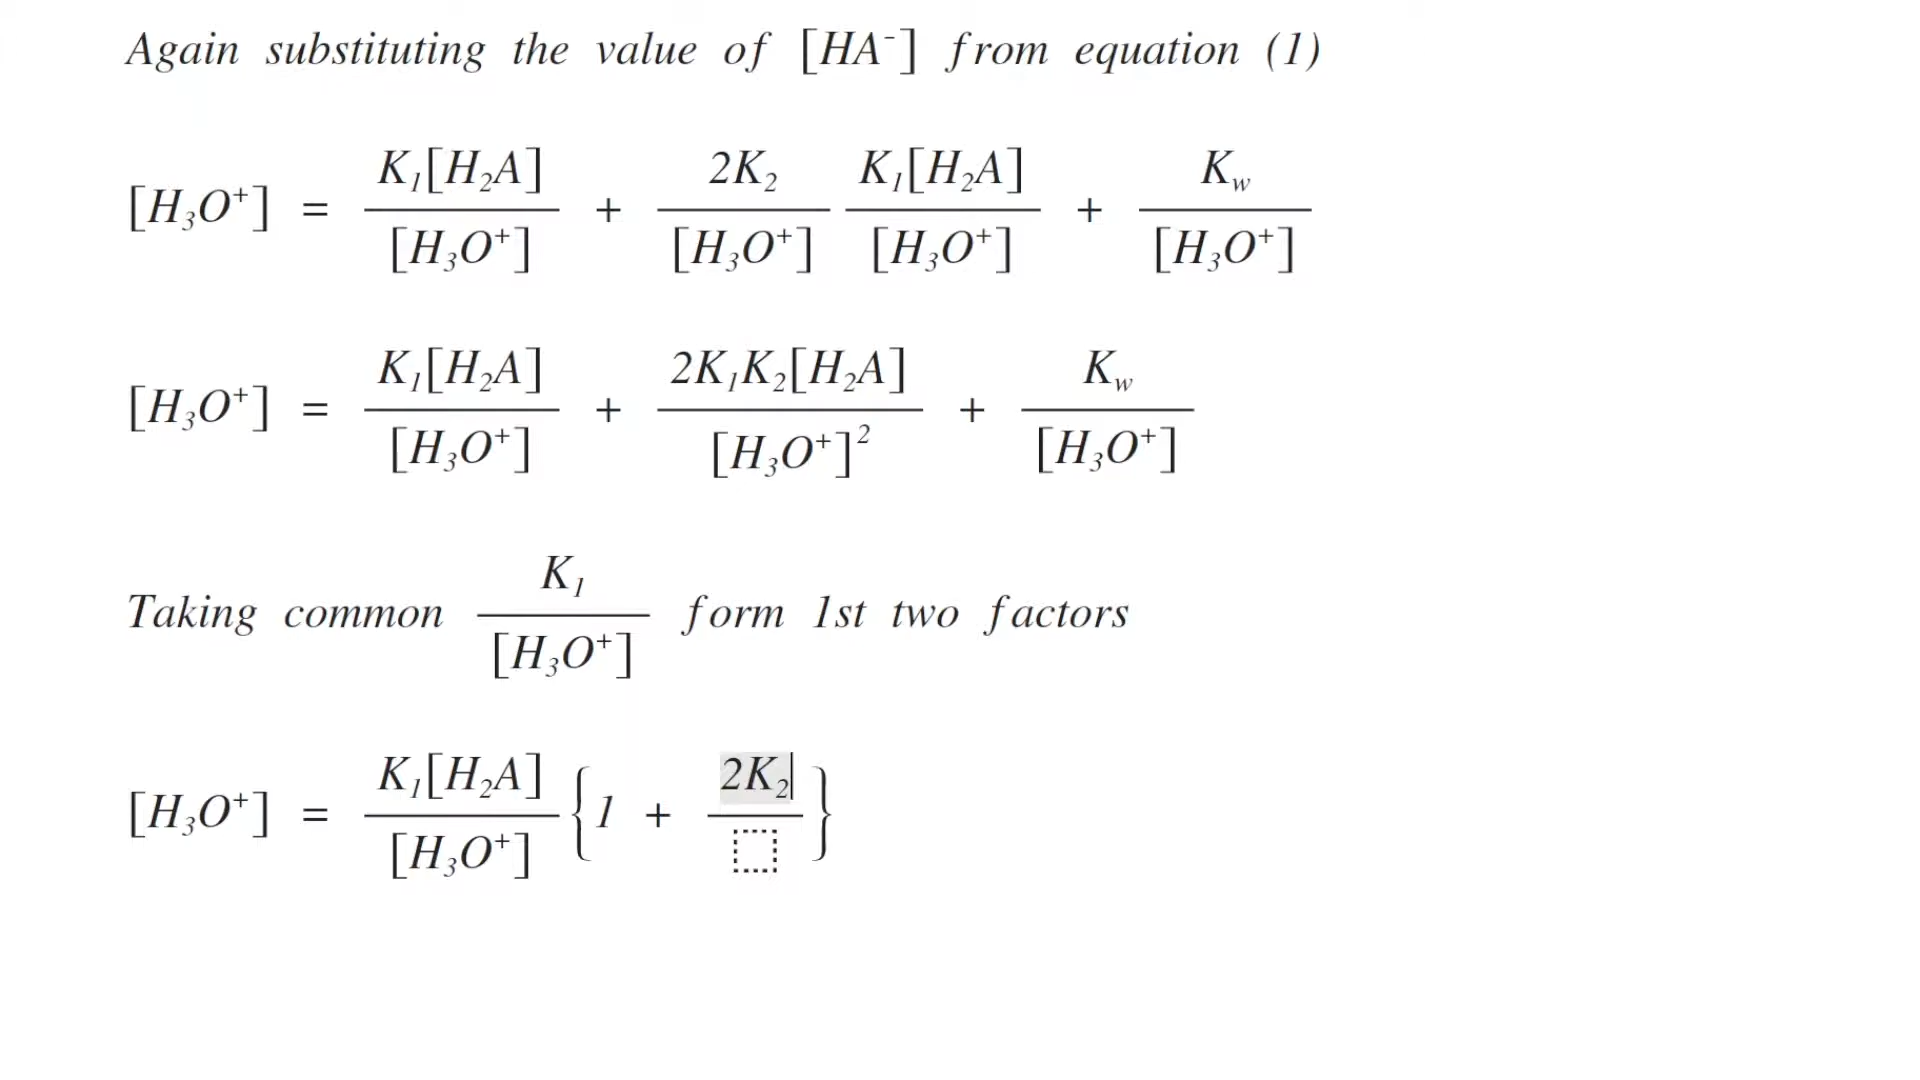 Again substituting the value of [HA⁻] from equation (1)
[H₃O⁺] = K₁[H₂A] / [H₃O⁺] + 2K₂ / [H₃O⁺] K₁[H₂A] / [H₃O⁺] + K_w / [H₃O⁺]
[H₃O⁺] = K₁[H₂A] / [H₃O⁺] + 2K₁K₂[H₂A] / [H₃O⁺]² + K_w / [H₃O⁺]
Taking common K₁ / [H₃O⁺] form 1st two factors
[H₃O⁺] = K₁[H₂A] / [H₃O⁺] {1 + 2K₂ / }